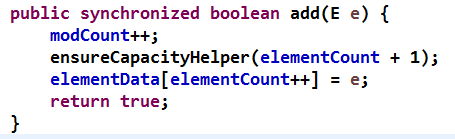 public synchronized boolean add(E e) {
    modCount++;
    ensureCapacityHelper(elementCount + 1);
    elementData[elementCount++] = e;
    return true;
}